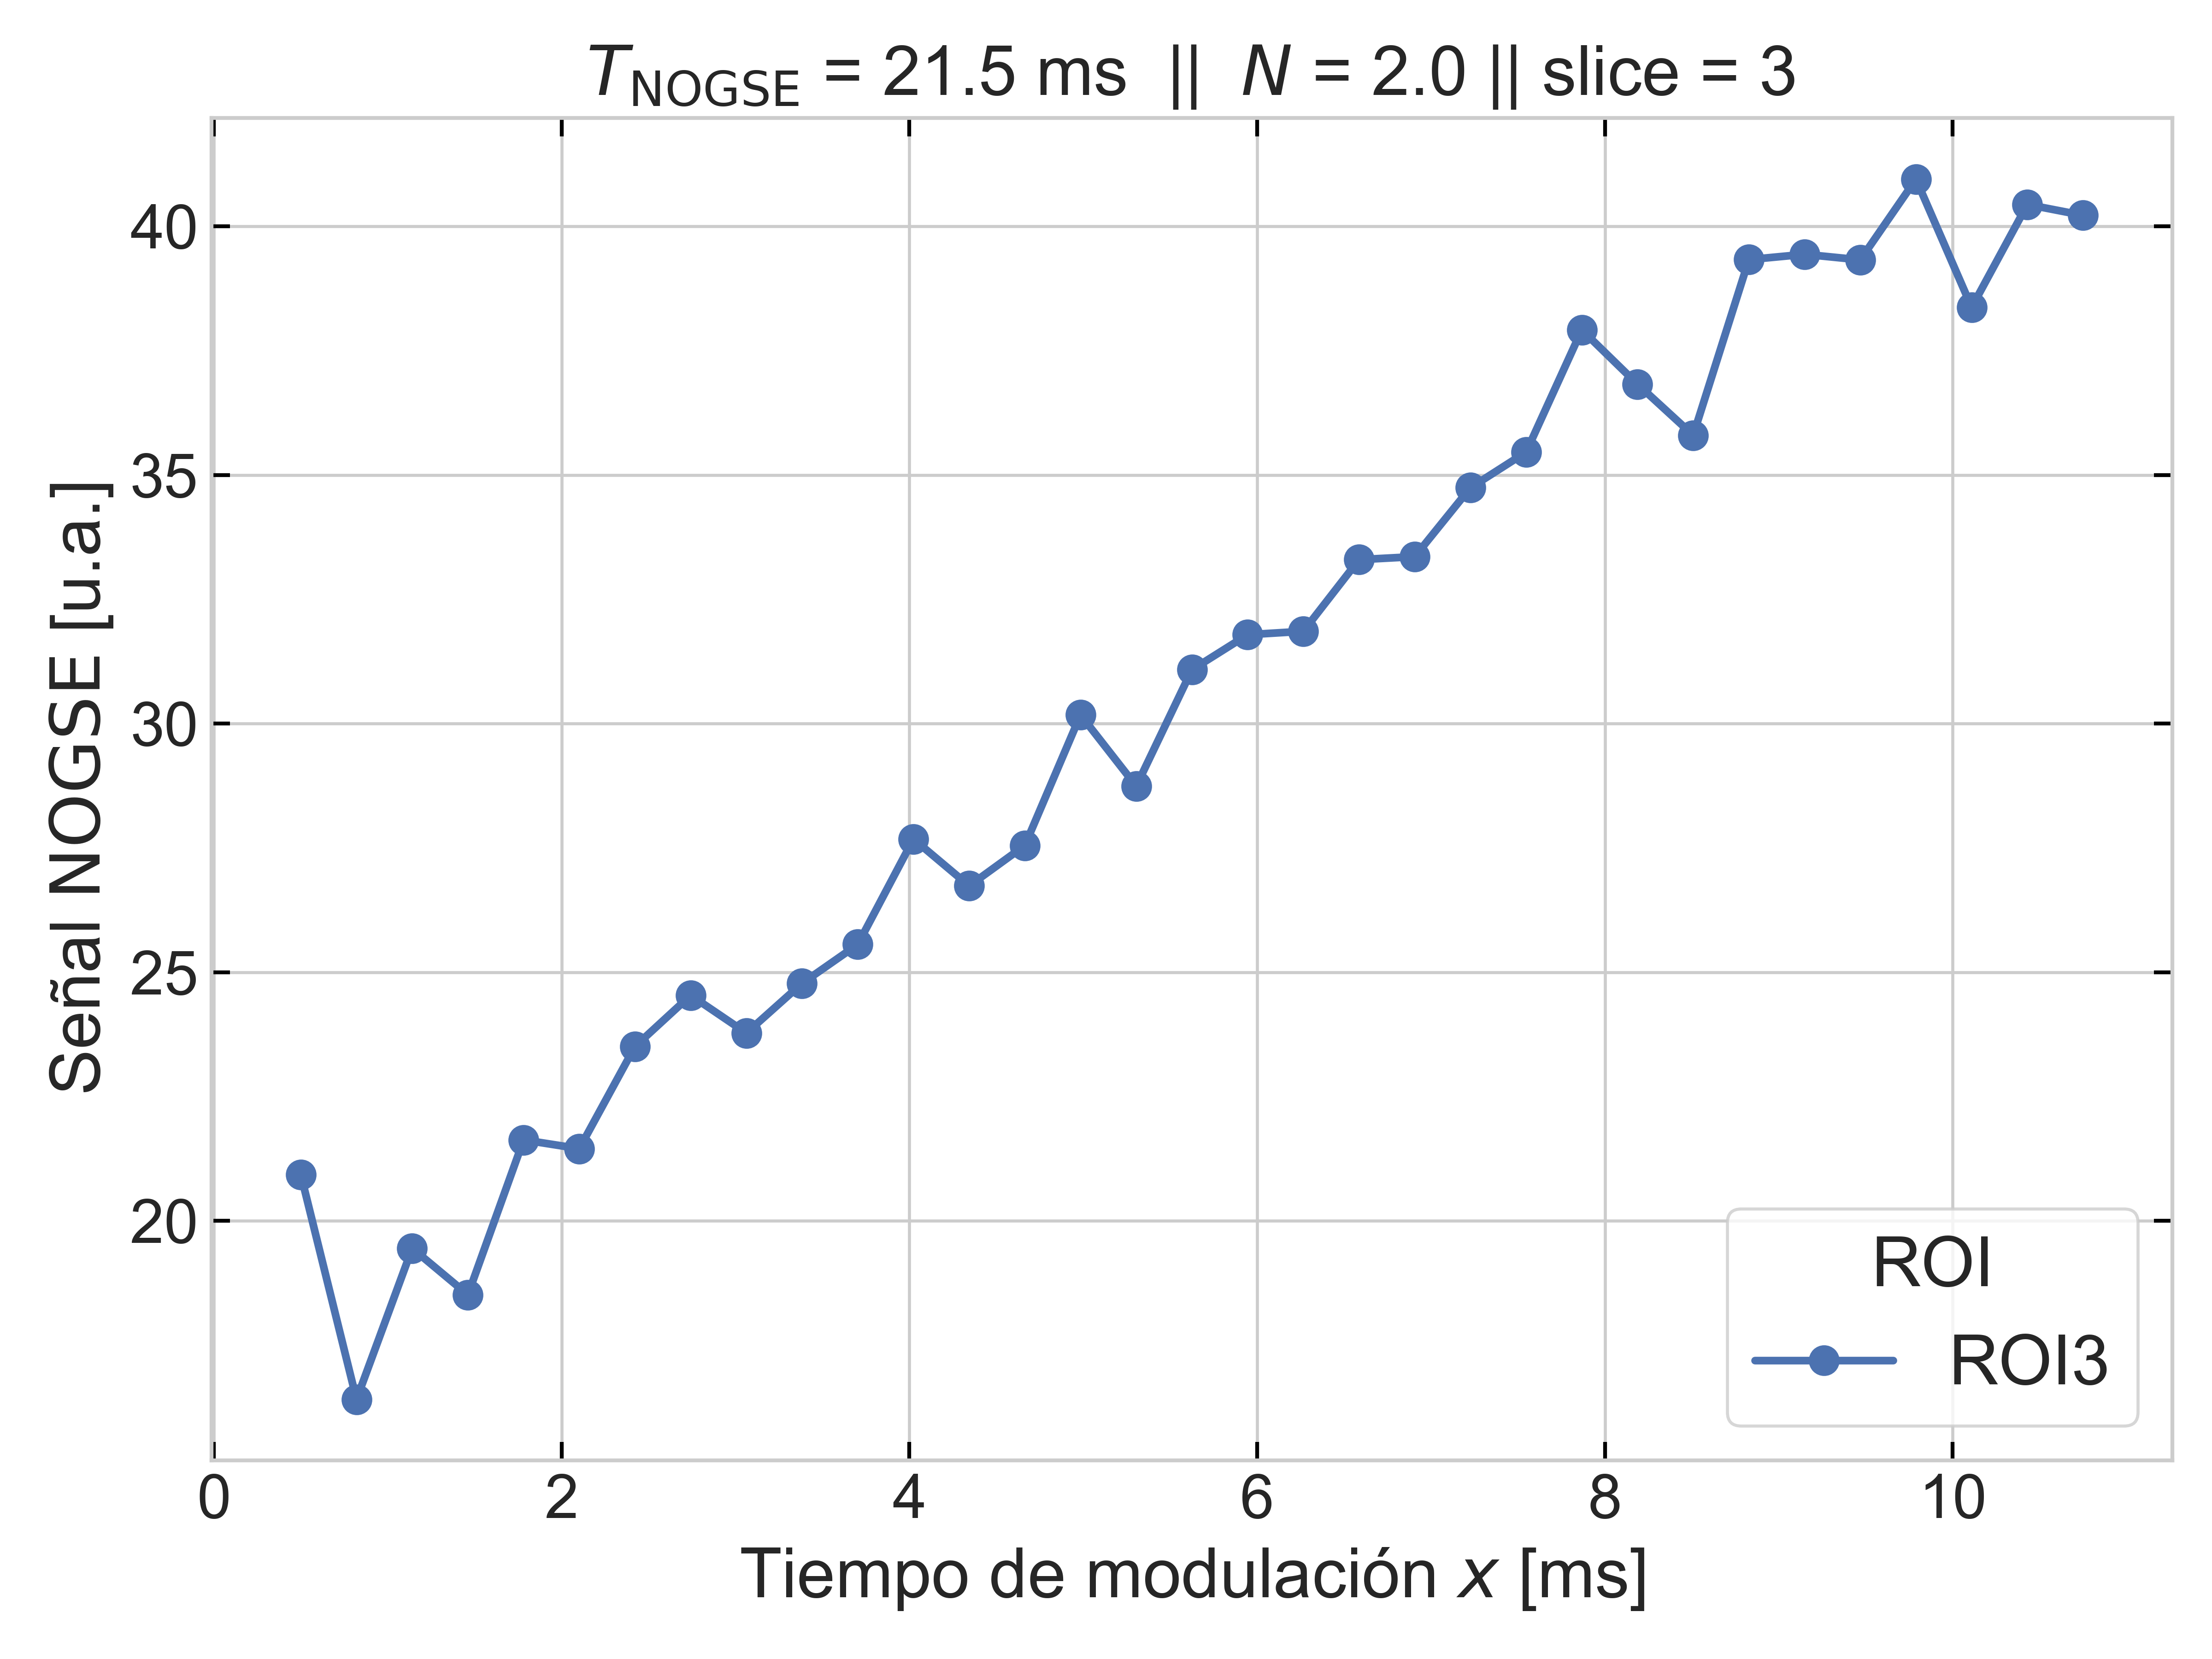 T_NOGSE = 21.5 ms || N = 2.0 || slice = 3
Señal NOGSE [u.a.]
40
35
30
25
20
ROI
ROI3
0 2 4 6 8 10
Tiempo de modulación x [ms]